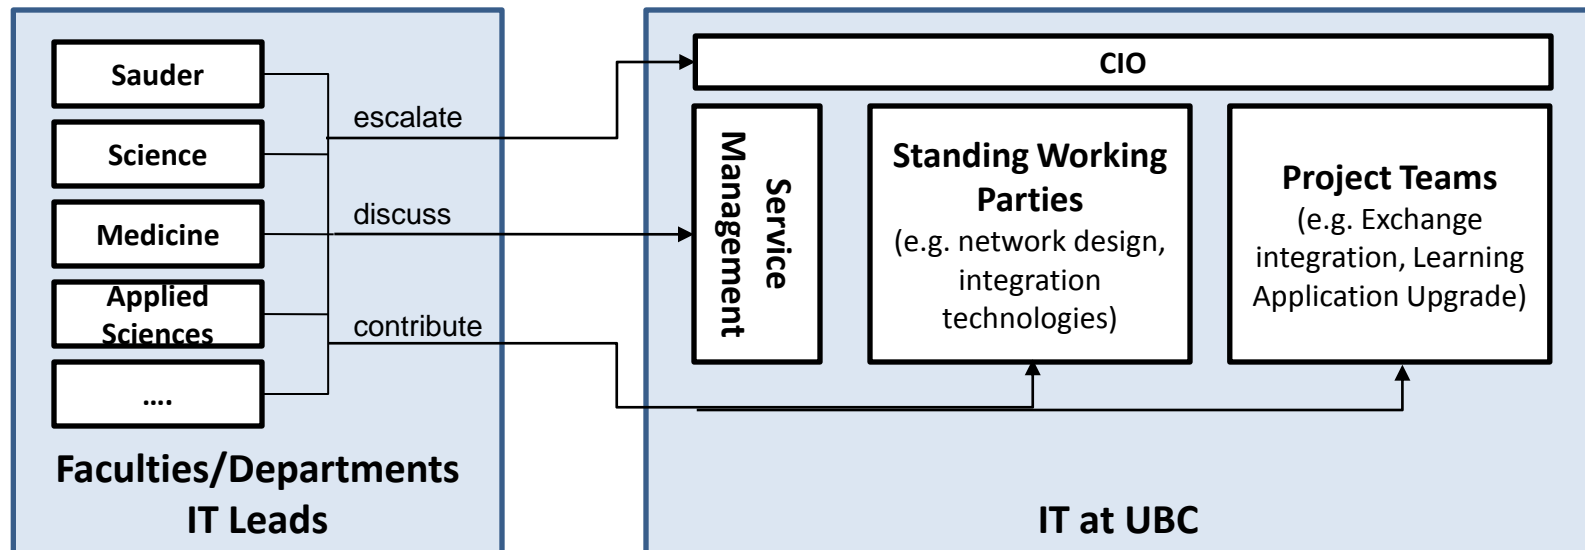 Sauder
Science
Medicine
Applied
Sciences
....
Faculties/Departments
IT Leads
escalate
discuss
contribute
CIO
Service
Management
Standing Working
Parties
(e.g. network design,
integration
technologies)
Project Teams
(e.g. Exchange
integration, Learning
Application Upgrade)
IT at UBC